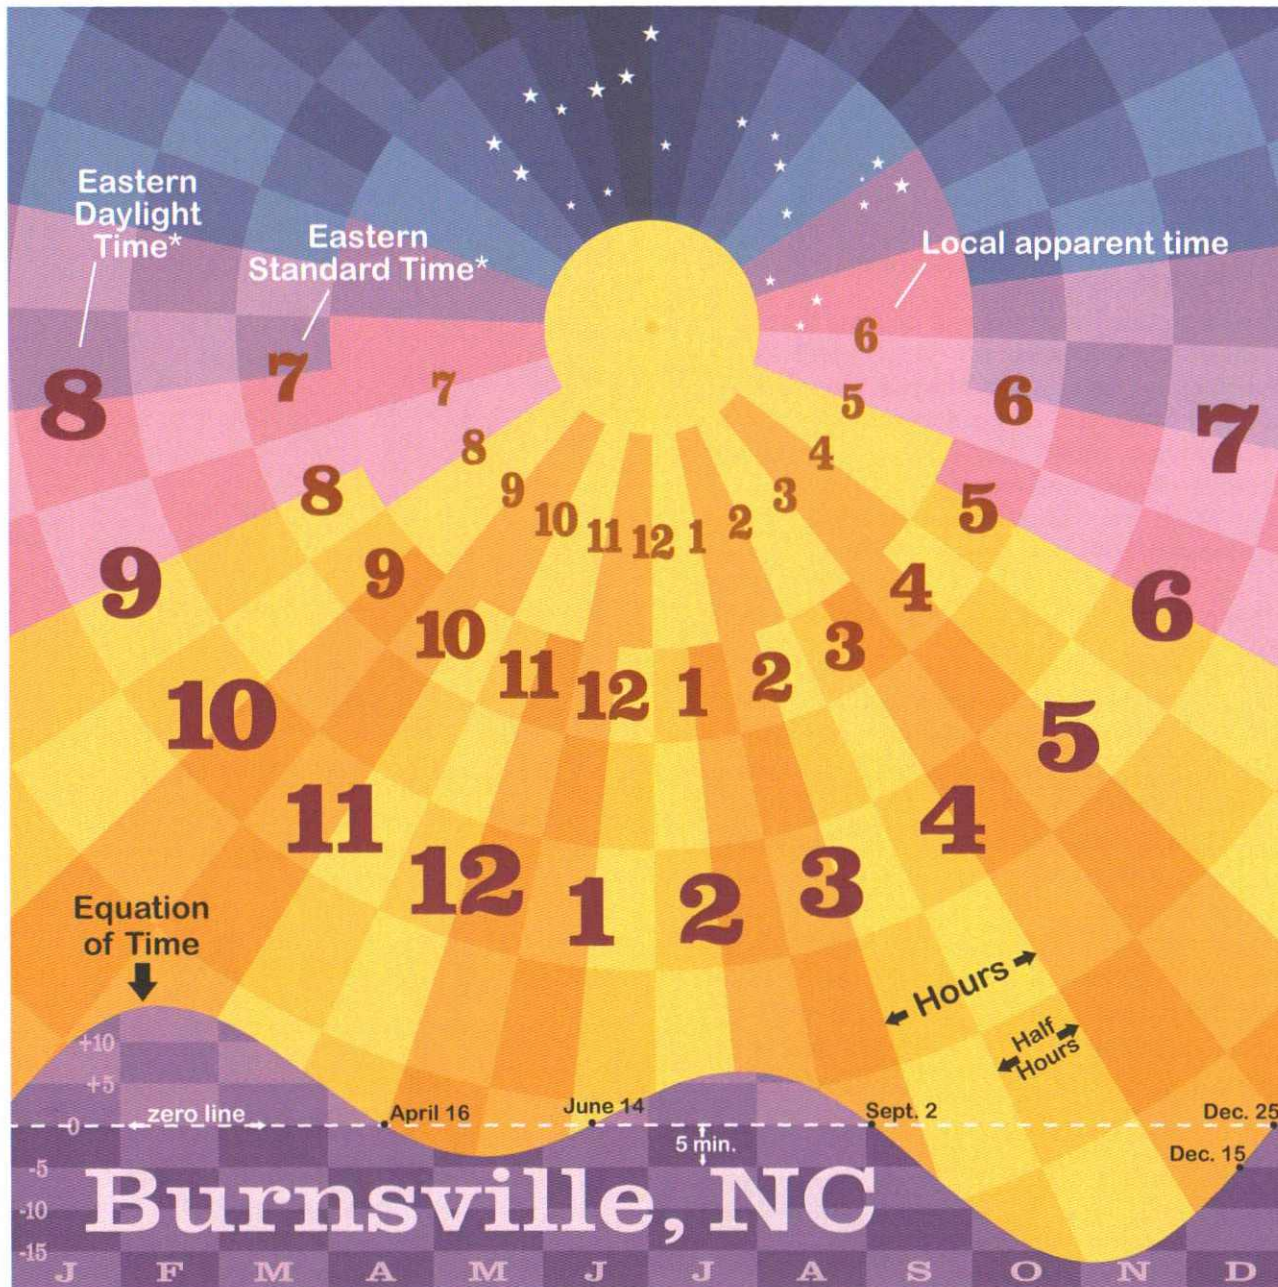 Eastern
Daylight
Time*
Eastern
Standard Time*
Local apparent time
8
7
7
8
9
8
9
10
11
12
1
2
3
4
5
6
6
5
4
3
2
1
12
11
10
9
8
7
9
10
11
12
1
2
3
4
5
6
Equation
of Time
Hours
Half
Hours
+10
+5
0
-5
-10
-15
zero line
April 16
June 14
Sept. 2
Dec. 25
Dec. 15
5 min.
Burnsville, NC
J F M A M J J A S O N D